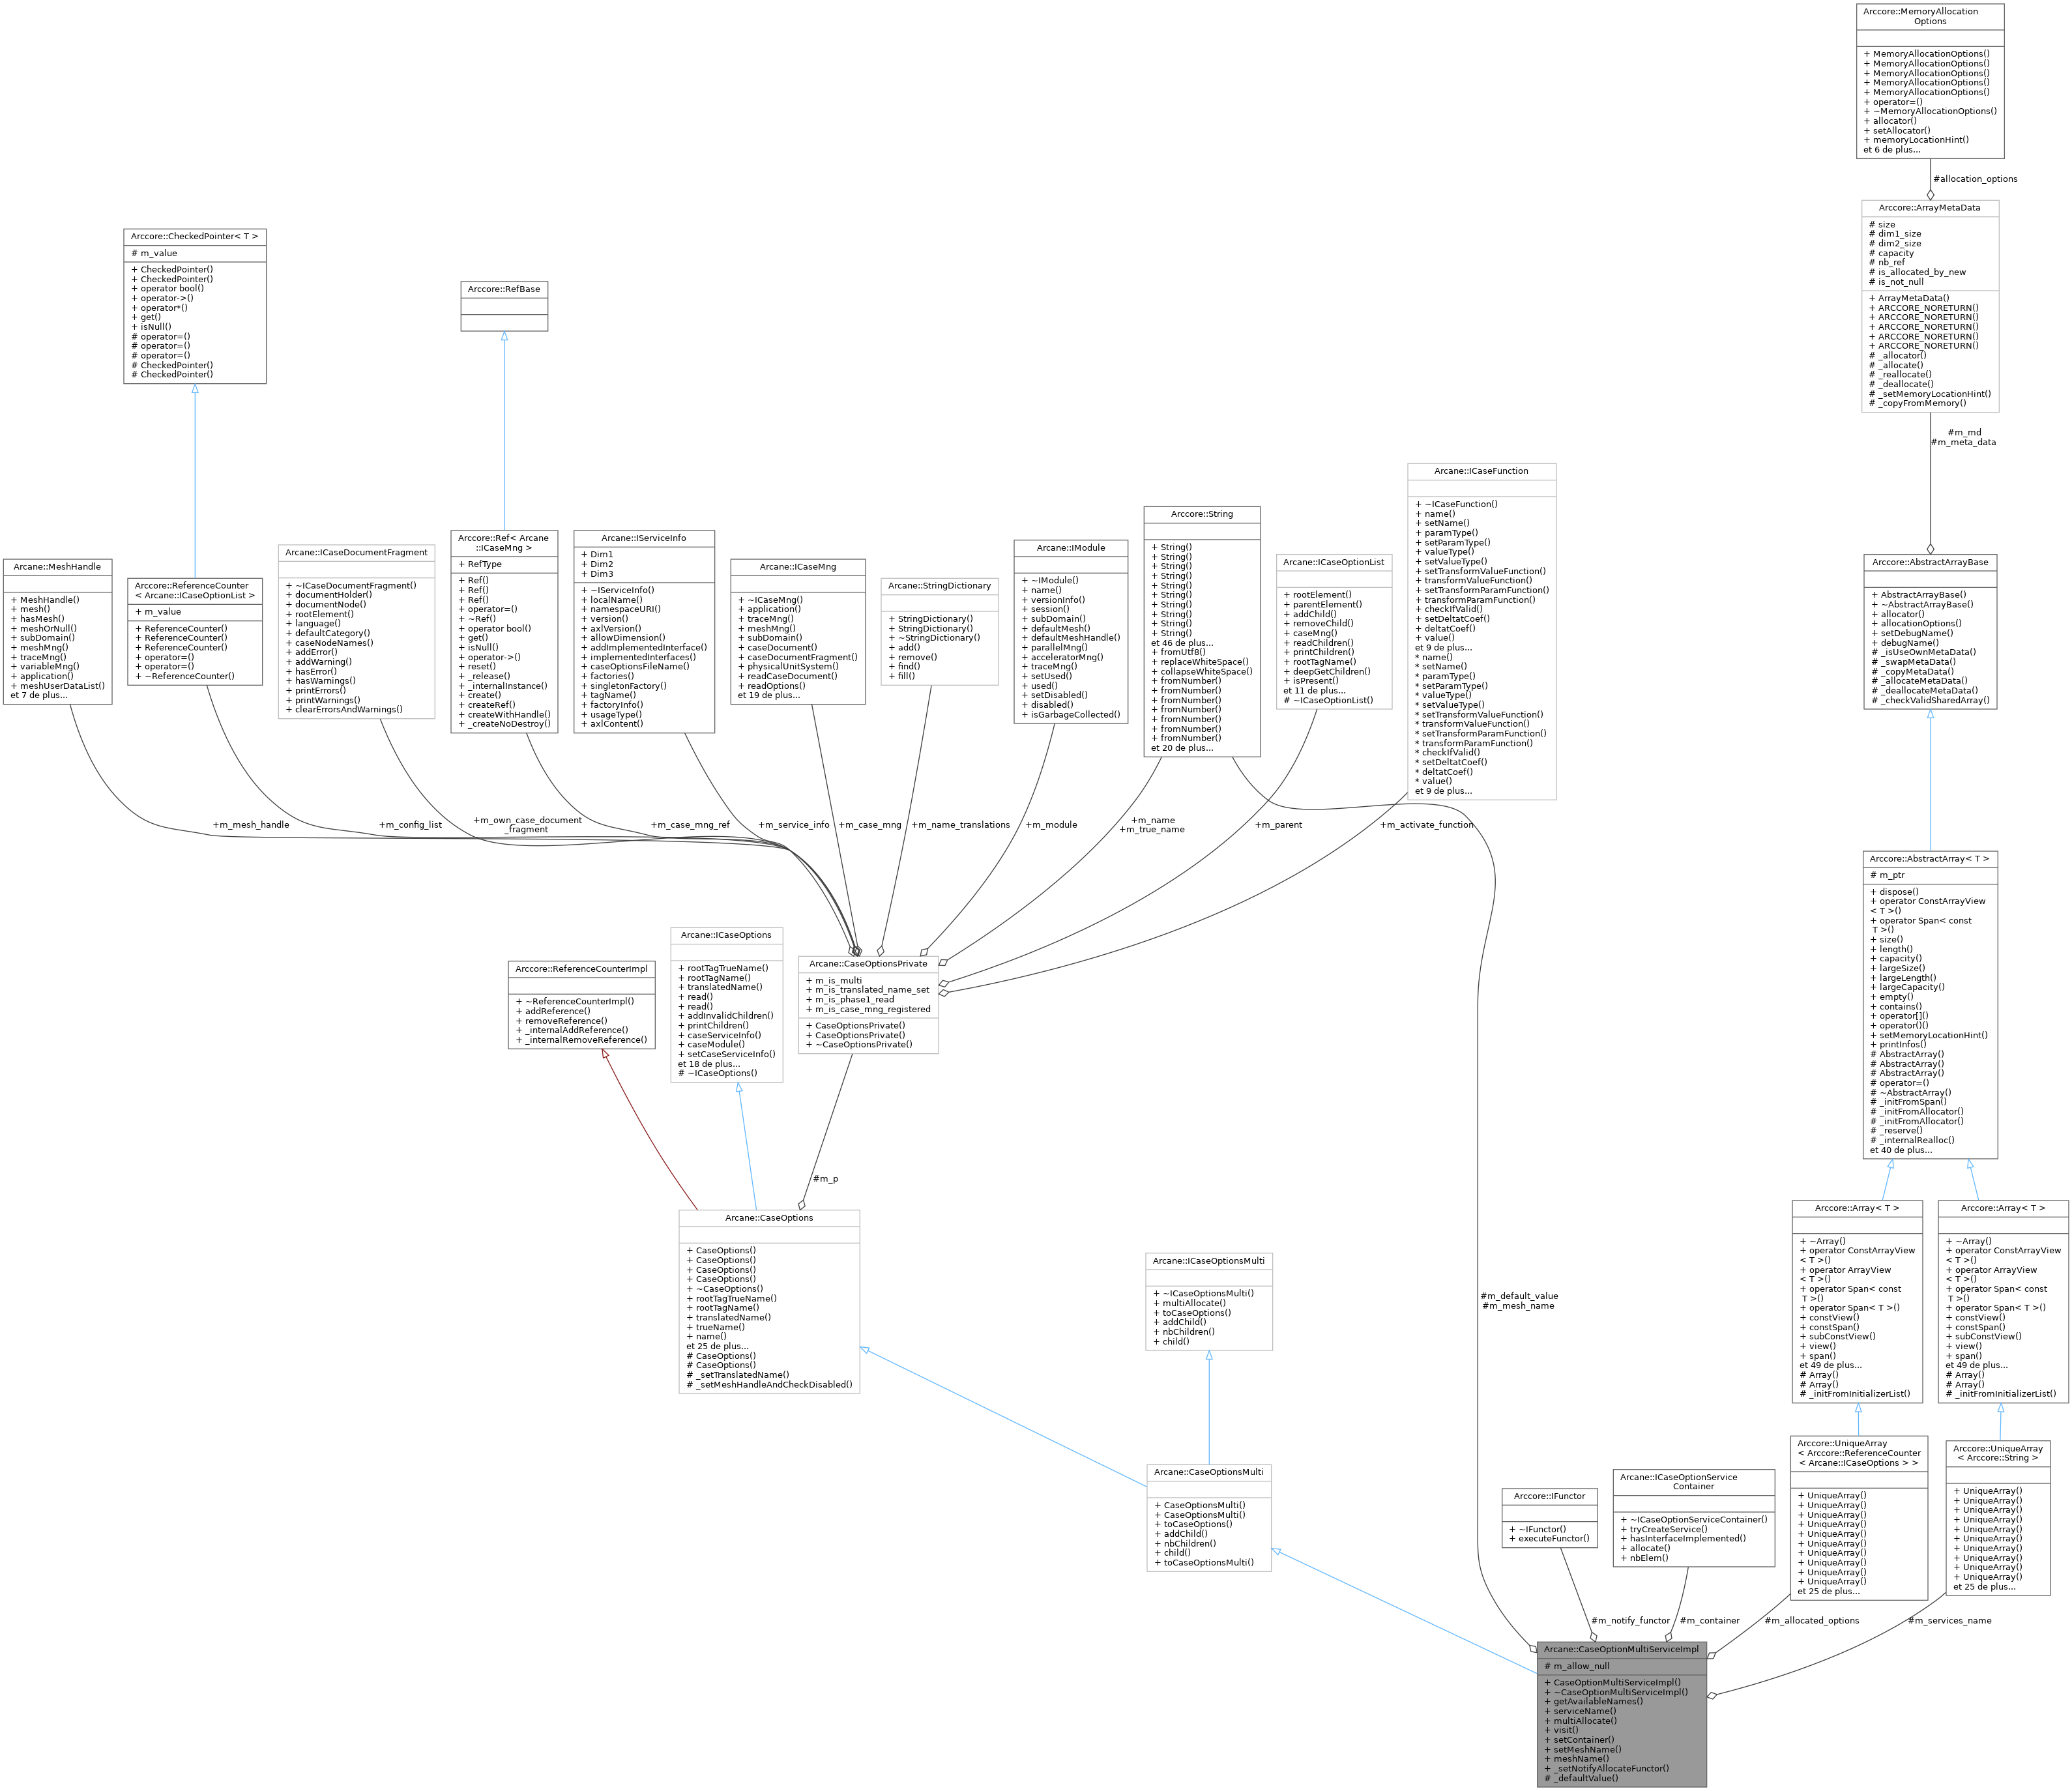 Arccore::MemoryAllocation
Options
+ MemoryAllocationOptions()
+ MemoryAllocationOptions()
+ MemoryAllocationOptions()
+ MemoryAllocationOptions()
+ MemoryAllocationOptions()
+ operator=()
+ ~MemoryAllocationOptions()
+ allocator()
+ setAllocator()
+ memoryLocationHint()
et 6 de plus...
#allocation_options
Arccore::ArrayMetaData
# size
# dim1_size
# dim2_size
# capacity
# nb_ref
# is_allocated_by_new
# is_not_null
+ ArrayMetaData()
+ ARCCORE_NORETURN()
+ ARCCORE_NORETURN()
+ ARCCORE_NORETURN()
+ ARCCORE_NORETURN()
+ ARCCORE_NORETURN()
# _allocator()
# _allocate()
# _reallocate()
# _deallocate()
# _setMemoryLocationHint()
# _copyFromMemory()
#m_md
#m_meta_data
Arccore::CheckedPointer< T >
# m_value
+ CheckedPointer()
+ CheckedPointer()
+ operator bool()
+ operator->()
+ operator*()
+ get()
+ isNull()
# operator=()
# operator=()
# operator=()
# CheckedPointer()
# CheckedPointer()
Arccore::RefBase
Arcane::MeshHandle
+ MeshHandle()
+ mesh()
+ hasMesh()
+ meshOrNull()
+ subDomain()
+ meshMng()
+ traceMng()
+ variableMng()
+ application()
+ meshUserDataList()
et 7 de plus...
Arccore::ReferenceCounter
< Arcane::ICaseOptionList >
+ m_value
+ ReferenceCounter()
+ ReferenceCounter()
+ ReferenceCounter()
+ operator=()
+ operator=()
+ ~ReferenceCounter()
Arcane::ICaseDocumentFragment
+ ~ICaseDocumentFragment()
+ documentHolder()
+ documentNode()
+ rootElement()
+ language()
+ defaultCategory()
+ caseNodeNames()
+ addError()
+ addWarning()
+ hasError()
+ hasWarnings()
+ printErrors()
+ printWarnings()
+ clearErrorsAndWarnings()
Arccore::Ref< Arcane
::ICaseMng >
+ RefType
+ Ref()
+ Ref()
+ Ref()
+ operator=()
+ ~Ref()
+ operator bool()
+ get()
+ isNull()
+ operator->()
+ reset()
+ _release()
+ _internalInstance()
+ create()
+ createRef()
+ createWithHandle()
+ _createNoDestroy()
Arcane::IServiceInfo
+ Dim1
+ Dim2
+ Dim3
+ ~IServiceInfo()
+ localName()
+ namespaceURI()
+ version()
+ axlVersion()
+ allowDimension()
+ addImplementedInterface()
+ implementedInterfaces()
+ caseOptionsFileName()
+ factories()
+ singletonFactory()
+ tagName()
+ factoryInfo()
+ usageType()
+ axlContent()
Arcane::ICaseMng
+ ~ICaseMng()
+ application()
+ traceMng()
+ meshMng()
+ subDomain()
+ caseDocument()
+ caseDocumentFragment()
+ physicalUnitSystem()
+ readCaseDocument()
+ readOptions()
et 19 de plus...
Arcane::StringDictionary
+ StringDictionary()
+ StringDictionary()
+ ~StringDictionary()
+ add()
+ remove()
+ find()
+ fill()
Arcane::IModule
+ ~IModule()
+ name()
+ versionInfo()
+ session()
+ subDomain()
+ defaultMesh()
+ defaultMeshHandle()
+ parallelMng()
+ acceleratorMng()
+ traceMng()
+ setUsed()
+ used()
+ setDisabled()
+ disabled()
+ isGarbageCollected()
Arccore::String
+ String()
+ String()
+ String()
+ String()
+ String()
+ String()
+ String()
+ String()
+ String()
+ String()
et 46 de plus...
+ fromUtf8()
+ replaceWhiteSpace()
+ collapseWhiteSpace()
+ fromNumber()
+ fromNumber()
+ fromNumber()
+ fromNumber()
+ fromNumber()
+ fromNumber()
+ fromNumber()
et 20 de plus...
Arcane::ICaseOptionList
+ rootElement()
+ parentElement()
+ addChild()
+ removeChild()
+ caseMng()
+ readChildren()
+ printChildren()
+ rootTagName()
+ deepGetChildren()
+ isPresent()
et 11 de plus...
# ~ICaseOptionList()
Arcane::ICaseFunction
+ ~ICaseFunction()
+ name()
+ setName()
+ paramType()
+ setParamType()
+ valueType()
+ setValueType()
+ setTransformValueFunction()
+ transformValueFunction()
+ setTransformParamFunction()
+ transformParamFunction()
+ checkIfValid()
+ setDeltatCoef()
+ deltatCoef()
+ value()
et 9 de plus...
* name()
* setName()
* paramType()
* setParamType()
* valueType()
* setValueType()
* setTransformValueFunction()
* transformValueFunction()
* setTransformParamFunction()
* transformParamFunction()
* checkIfValid()
* setDeltatCoef()
* deltatCoef()
* value()
et 9 de plus...
Arccore::AbstractArrayBase
+ AbstractArrayBase()
+ ~AbstractArrayBase()
+ allocator()
+ allocationOptions()
+ setDebugName()
+ debugName()
# _isUseOwnMetaData()
# _swapMetaData()
# _copyMetaData()
# _allocateMetaData()
# _deallocateMetaData()
# _checkValidSharedArray()
+m_mesh_handle
+m_config_list
+m_own_case_document
_fragment
+m_case_mng_ref
+m_service_info
+m_case_mng
+m_name_translations
+m_module
+m_name
+m_true_name
+m_parent
+m_activate_function
Arccore::AbstractArray< T >
# m_ptr
+ dispose()
+ operator ConstArrayView
< T >()
+ operator Span< const
T >()
+ size()
+ length()
+ capacity()
+ largeSize()
+ largeLength()
+ largeCapacity()
+ empty()
+ contains()
+ operator[]()
+ operator()()
+ setMemoryLocationHint()
+ printInfos()
# AbstractArray()
# AbstractArray()
# AbstractArray()
# operator=()
# ~AbstractArray()
# _initFromSpan()
# _initFromAllocator()
# _initFromAllocator()
# _reserve()
# _internalRealloc()
et 40 de plus...
Arccore::ReferenceCounterImpl
+ ~ReferenceCounterImpl()
+ addReference()
+ removeReference()
+ _internalAddReference()
+ _internalRemoveReference()
Arcane::ICaseOptions
+ rootTagTrueName()
+ rootTagName()
+ translatedName()
+ read()
+ read()
+ addInvalidChildren()
+ printChildren()
+ caseServiceInfo()
+ caseModule()
+ setCaseServiceInfo()
et 18 de plus...
# ~ICaseOptions()
Arcane::CaseOptionsPrivate
+ m_is_multi
+ m_is_translated_name_set
+ m_is_phase1_read
+ m_is_case_mng_registered
+ CaseOptionsPrivate()
+ CaseOptionsPrivate()
+ ~CaseOptionsPrivate()
#m_p
Arcane::CaseOptions
+ CaseOptions()
+ CaseOptions()
+ CaseOptions()
+ CaseOptions()
+ ~CaseOptions()
+ rootTagTrueName()
+ rootTagName()
+ translatedName()
+ trueName()
+ name()
et 25 de plus...
# CaseOptions()
# CaseOptions()
# _setTranslatedName()
# _setMeshHandleAndCheckDisabled()
Arcane::ICaseOptionsMulti
+ ~ICaseOptionsMulti()
+ multiAllocate()
+ toCaseOptions()
+ addChild()
+ nbChildren()
+ child()
#m_default_value
#m_mesh_name
Arccore::Array< T >
+ ~Array()
+ operator ConstArrayView
< T >()
+ operator ArrayView
< T >()
+ operator Span< const
T >()
+ operator Span< T >()
+ constView()
+ constSpan()
+ subConstView()
+ view()
+ span()
et 49 de plus...
# Array()
# Array()
# _initFromInitializerList()
Arccore::Array< T >
+ ~Array()
+ operator ConstArrayView
< T >()
+ operator ArrayView
< T >()
+ operator Span< const
T >()
+ operator Span< T >()
+ constView()
+ constSpan()
+ subConstView()
+ view()
+ span()
et 49 de plus...
# Array()
# Array()
# _initFromInitializerList()
Arcane::CaseOptionsMulti
+ CaseOptionsMulti()
+ CaseOptionsMulti()
+ toCaseOptions()
+ addChild()
+ nbChildren()
+ child()
+ toCaseOptionsMulti()
Arccore::IFunctor
+ ~IFunctor()
+ executeFunctor()
Arcane::ICaseOptionService
Container
+ ~ICaseOptionServiceContainer()
+ tryCreateService()
+ hasInterfaceImplemented()
+ allocate()
+ nbElem()
Arccore::UniqueArray
< Arccore::ReferenceCounter
< Arcane::ICaseOptions > >
+ UniqueArray()
+ UniqueArray()
+ UniqueArray()
+ UniqueArray()
+ UniqueArray()
+ UniqueArray()
+ UniqueArray()
+ UniqueArray()
+ UniqueArray()
+ UniqueArray()
et 25 de plus...
Arccore::UniqueArray
< Arccore::String >
+ UniqueArray()
+ UniqueArray()
+ UniqueArray()
+ UniqueArray()
+ UniqueArray()
+ UniqueArray()
+ UniqueArray()
+ UniqueArray()
+ UniqueArray()
+ UniqueArray()
et 25 de plus...
#m_notify_functor
#m_container
#m_allocated_options
#m_services_name
Arcane::CaseOptionMultiServiceImpl
# m_allow_null
+ CaseOptionMultiServiceImpl()
+ ~CaseOptionMultiServiceImpl()
+ getAvailableNames()
+ serviceName()
+ multiAllocate()
+ visit()
+ setContainer()
+ setMeshName()
+ meshName()
+ _setNotifyAllocateFunctor()
# _defaultValue()